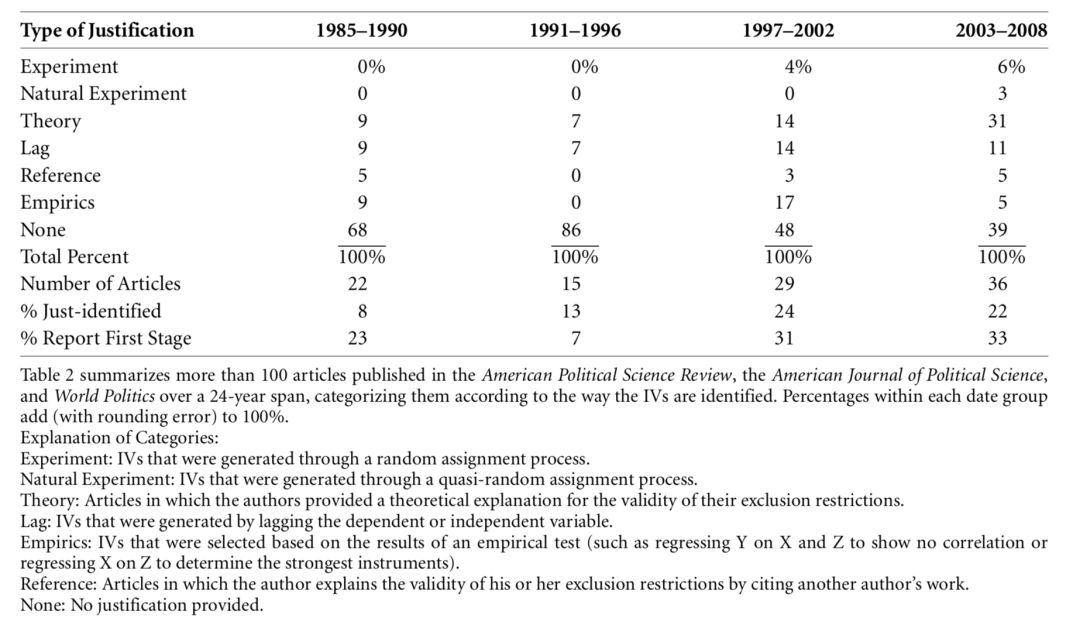 Type of Justification 1985–1990 1991–1996 1997–2002 2003–2008
Experiment 0% 0% 4% 6%
Natural Experiment 0 0 0 3
Theory 9 7 14 31
Lag 9 7 14 11
Reference 5 0 3 5
Empirics 9 0 17 5
None 68 86 48 39
Total Percent 100% 100% 100% 100%
Number of Articles 22 15 29 36
% Just-identified 8 13 24 22
% Report First Stage 23 7 31 33
Table 2 summarizes more than 100 articles published in the American Political Science Review, the American Journal of Political Science,
and World Politics over a 24-year span, categorizing them according to the way the IVs are identified. Percentages within each date group
add (with rounding error) to 100%.
Explanation of Categories:
Experiment: IVs that were generated through a random assignment process.
Natural Experiment: IVs that were generated through a quasi-random assignment process.
Theory: Articles in which the authors provided a theoretical explanation for the validity of their exclusion restrictions.
Lag: IVs that were generated by lagging the dependent or independent variable.
Empirics: IVs that were selected based on the results of an empirical test (such as regressing Y on X and Z to show no correlation or
regressing X on Z to determine the strongest instruments).
Reference: Articles in which the author explains the validity of his or her exclusion restrictions by citing another author's work.
None: No justification provided.